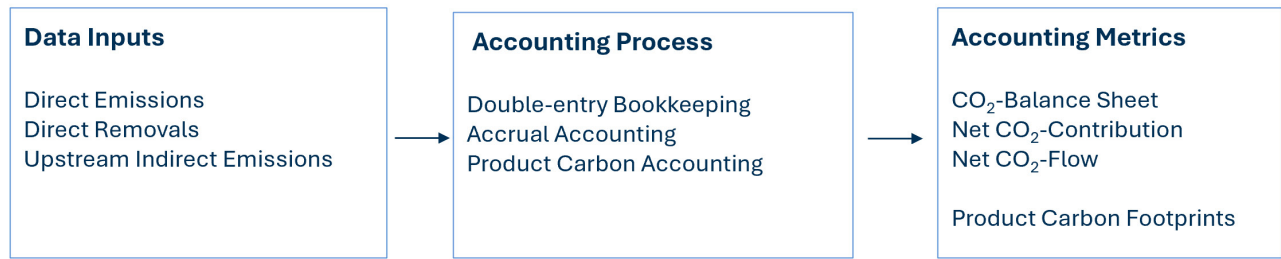 Data Inputs
Direct Emissions
Direct Removals
Upstream Indirect Emissions
Accounting Process
Double-entry Bookkeeping
Accrual Accounting
Product Carbon Accounting
Accounting Metrics
CO₂-Balance Sheet
Net CO₂-Contribution
Net CO₂-Flow
Product Carbon Footprints